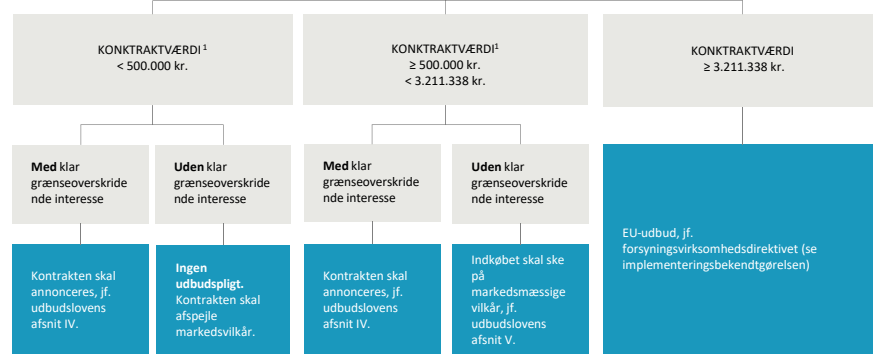 KONKTRAKTVÆRDI ¹
< 500.000 kr.
KONKTRAKTVÆRDI¹
≥ 500.000 kr.
< 3.211.338 kr.
KONKTRAKTVÆRDI
≥ 3.211.338 kr.
Med klar
grænseoverskride
nde interesse
Uden klar
grænseoverskride
nde interesse
Med klar
grænseoverskride
nde interesse
Uden klar
grænseoverskride
nde interesse
Kontrakten skal
annonceres, jf.
udbudslovens
afsnit IV.
Ingen
udbudspligt.
Kontrakten skal
afspejle
markedsvilkår.
Kontrakten skal
annonceres, jf.
udbudslovens
afsnit IV.
Indkøbet skal ske
på
markedsmæssige
vilkår, jf.
udbudslovens
afsnit V.
EU-udbud, jf.
forsyningsvirksomhedsdirektivet (se
implementeringsbekendtgørelsen)